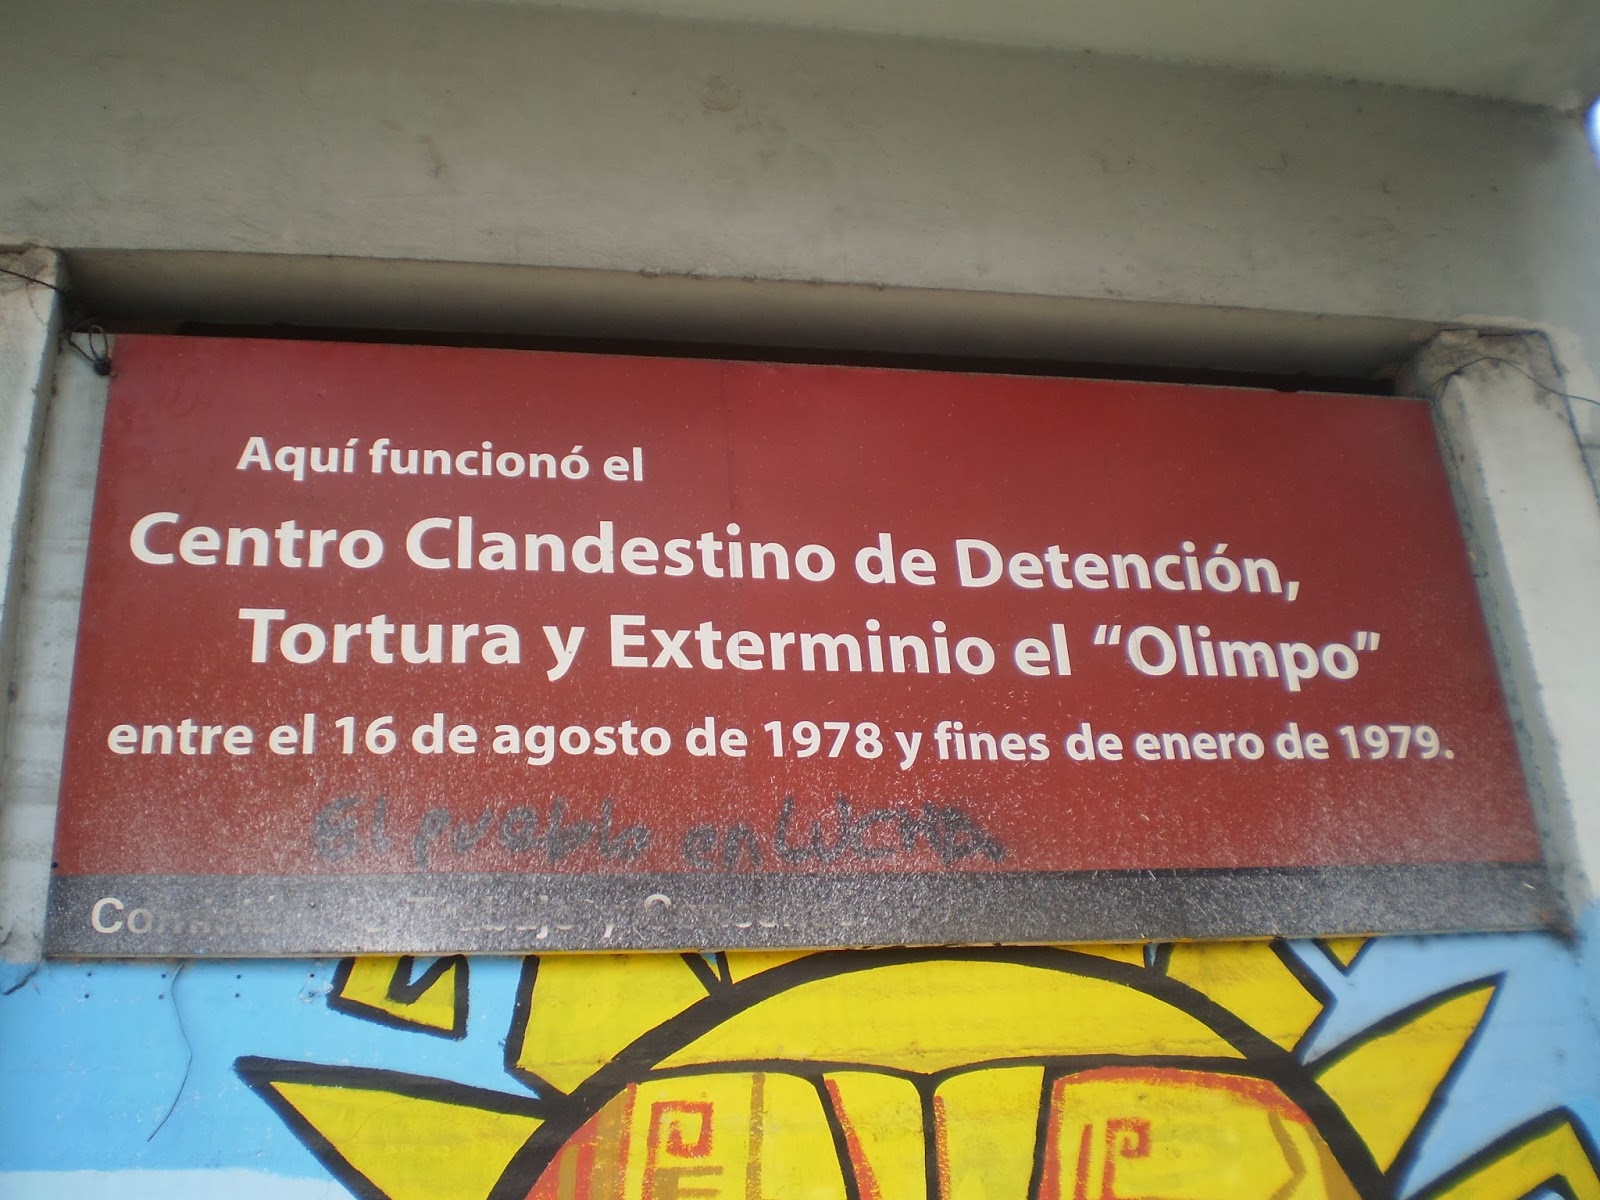 Aquí funcionó el
Centro Clandestino de Detención,
Tortura y Exterminio el “Olimpo”
entre el 16 de agosto de 1978 y fines de enero de 1979.
El pueblo en LUCHA.
y